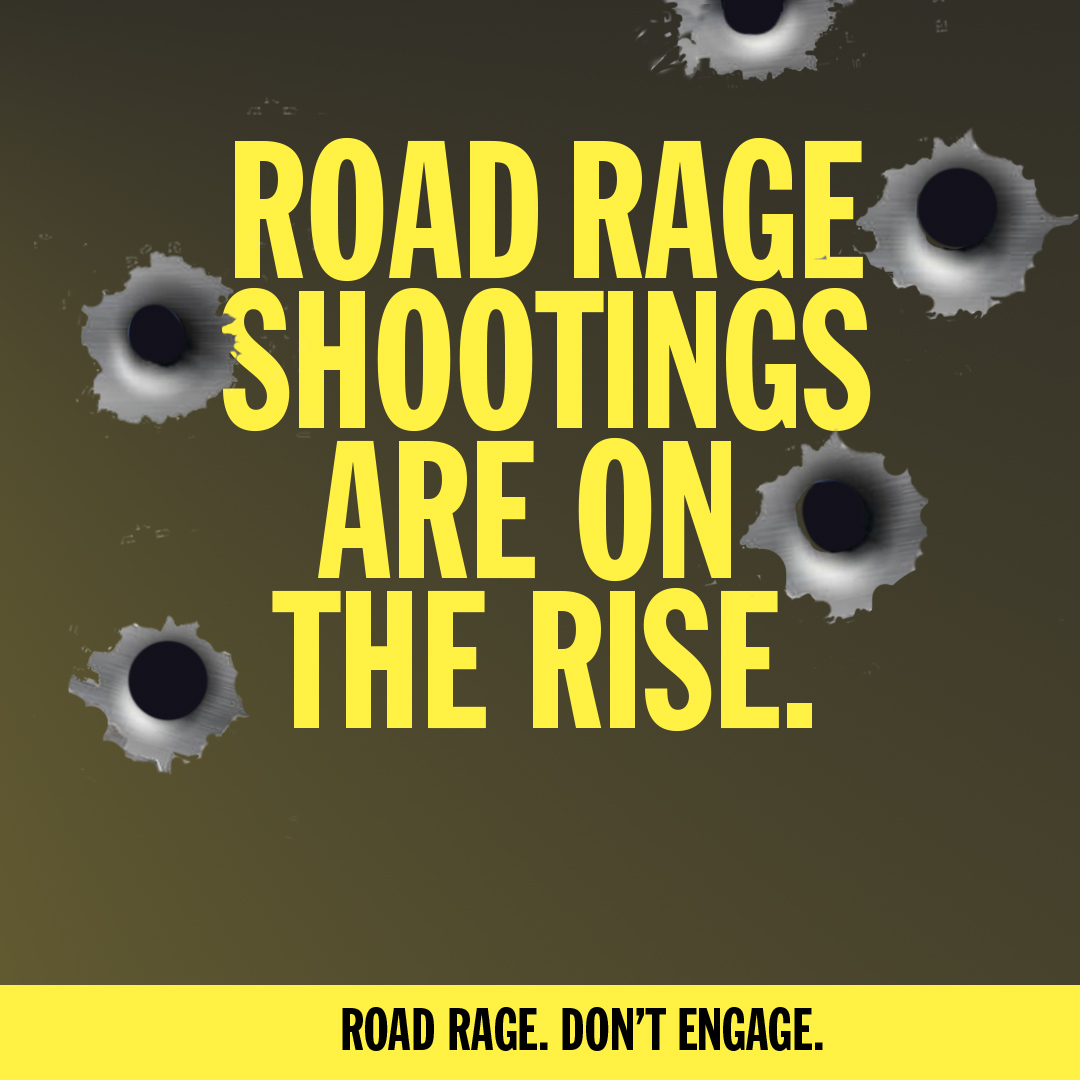 ROAD RAGE
SHOOTINGS
ARE ON
THE RISE.
ROAD RAGE. DON'T ENGAGE.